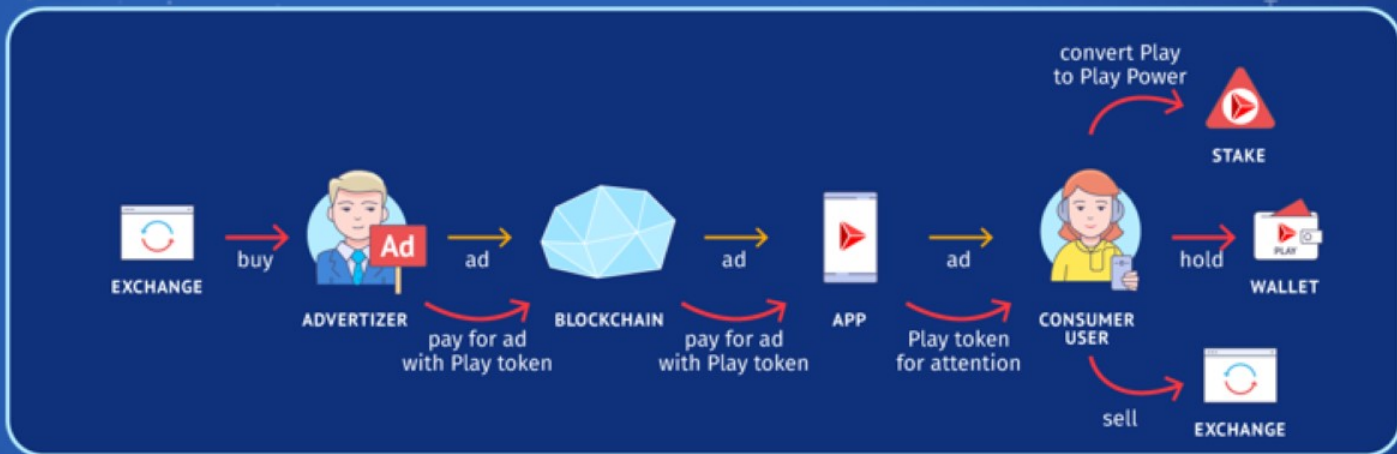 convert Play
to Play Power
STAKE
EXCHANGE
buy
Ad
ADVERTIZER
ad
pay for ad
with Play token
BLOCKCHAIN
ad
pay for ad
with Play token
APP
ad
Play token
for attention
CONSUMER
USER
hold
PLAY
WALLET
sell
EXCHANGE